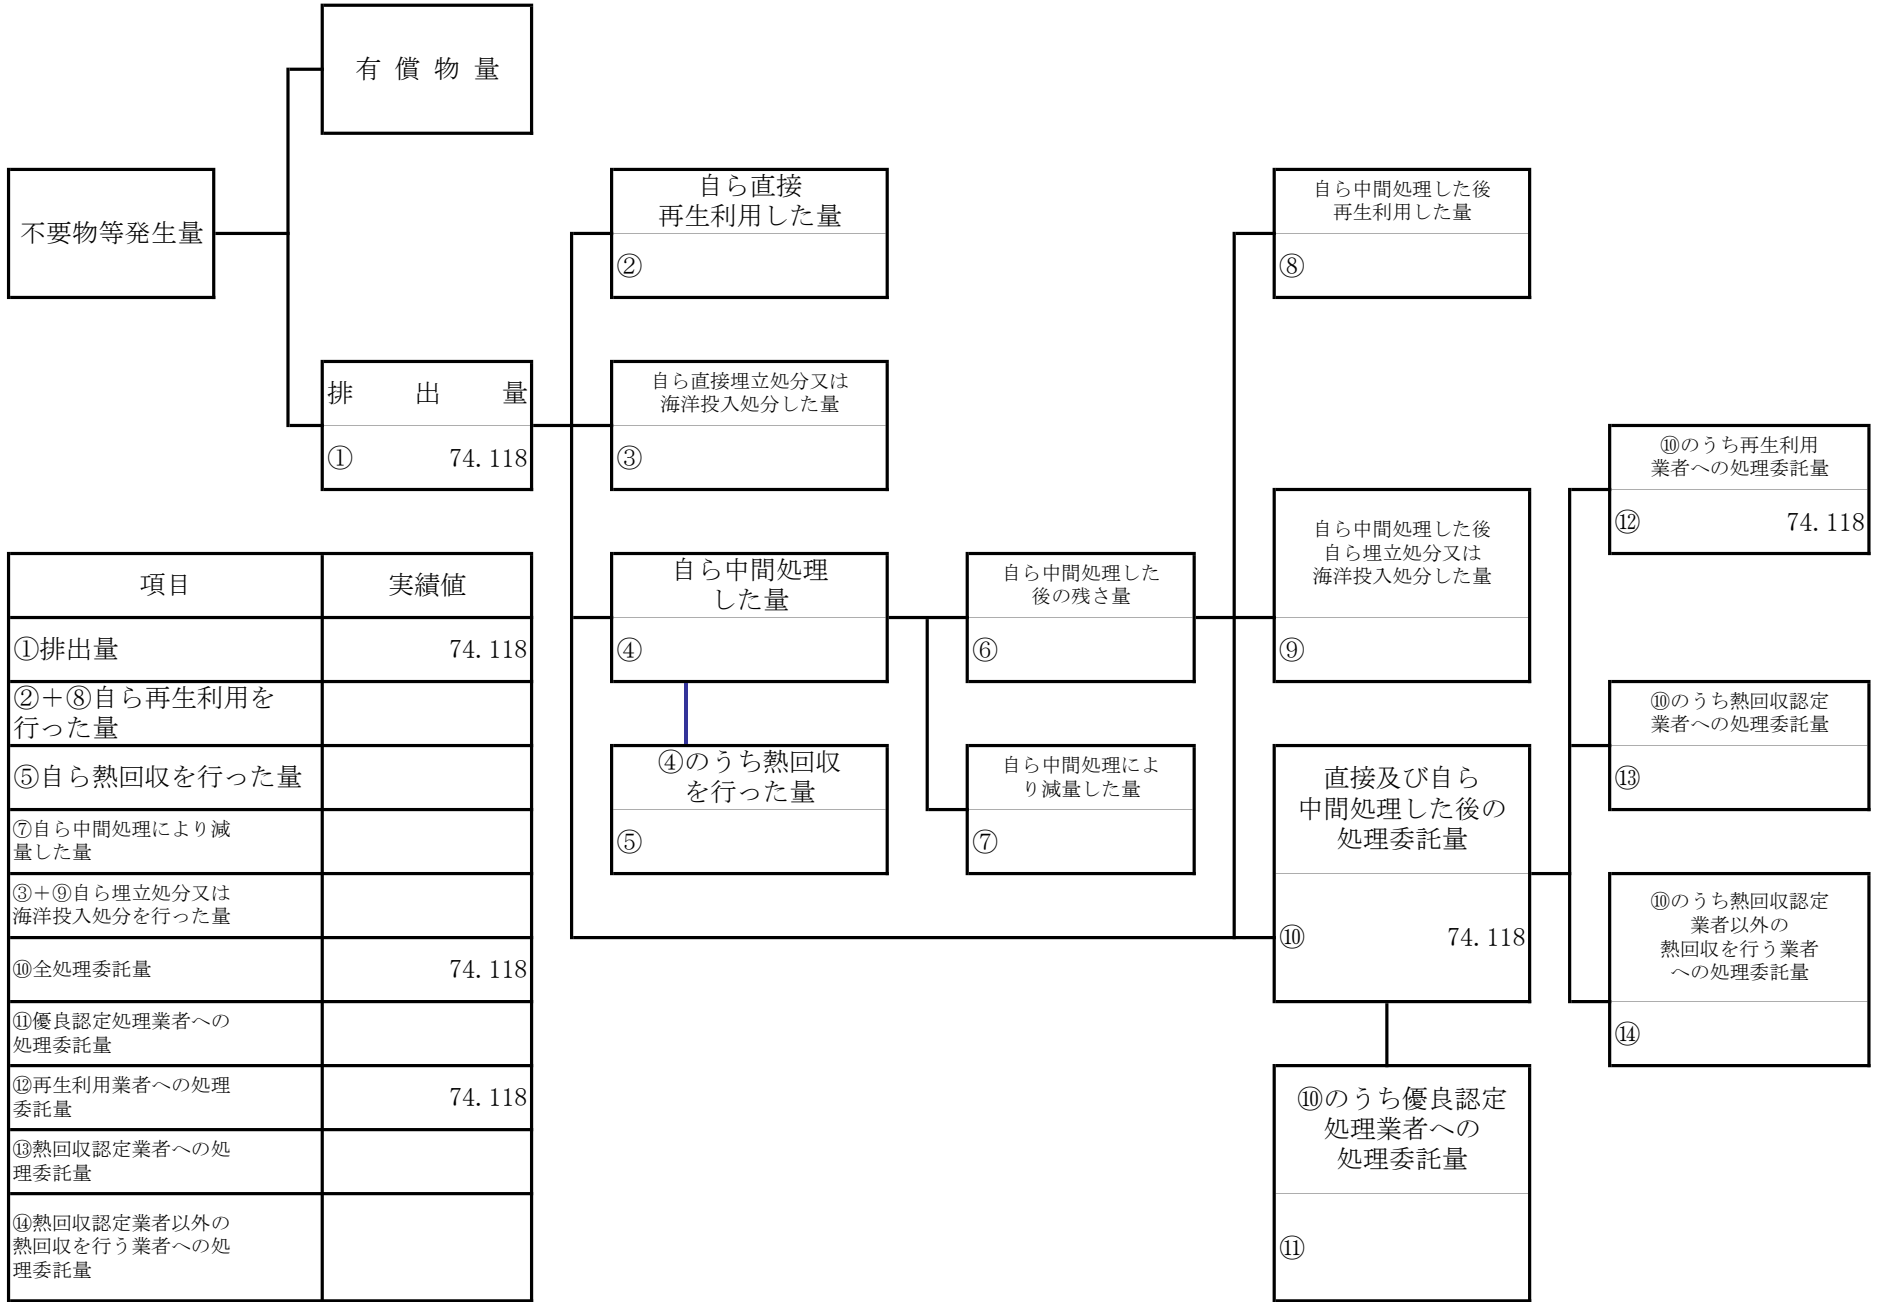 有償物量
不要物等発生量
排出量
① 74.118
自ら直接
再生利用した量
②
自ら直接埋立処分又は
海洋投入処分した量
③
自ら中間処理
した量
④
④のうち熱回収
を行った量
⑤
自ら中間処理した
後の残さ量
⑥
自ら中間処理によ
り減量した量
⑦
自ら中間処理した後
再生利用した量
⑧
自ら中間処理した後
自ら埋立処分又は
海洋投入処分した量
⑨
直接及び自ら
中間処理した後の
処理委託量
⑩ 74.118
⑩のうち優良認定
処理業者への
処理委託量
⑪
⑩のうち再生利用
業者への処理委託量
⑫ 74.118
⑩のうち熱回収認定
業者への処理委託量
⑬
⑩のうち熱回収認定
業者以外の
熱回収を行う業者
への処理委託量
⑭
項目 実績値
①排出量 74.118
②+⑧自ら再生利用を
行った量
⑤自ら熱回収を行った量
⑦自ら中間処理により減
量した量
③+⑨自ら埋立処分又は
海洋投入処分を行った量
⑩全処理委託量 74.118
⑪優良認定処理業者への
処理委託量
⑫再生利用業者への処理
委託量 74.118
⑬熱回収認定業者への処
理委託量
⑭熱回収認定業者以外の
熱回収を行う業者への処
理委託量